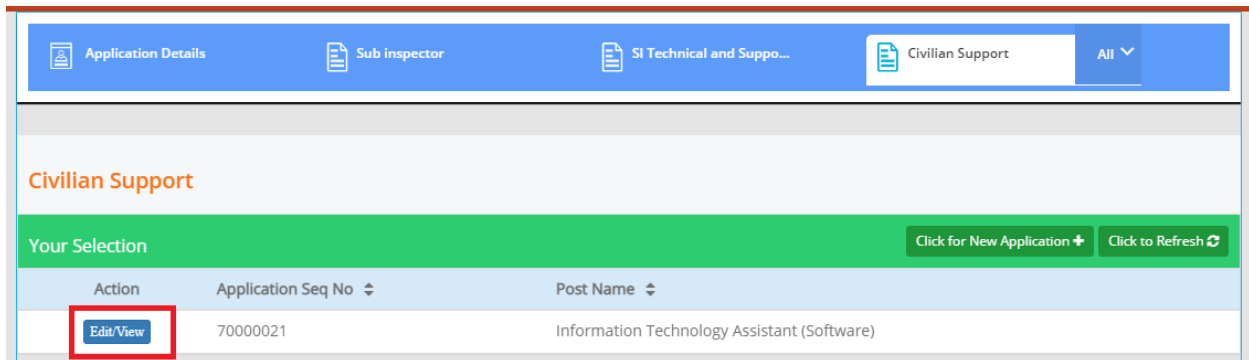 Application Details Sub inspector SI Technical and Suppo... Civilian Support All
Civilian Support
Your Selection Click for New Application Click to Refresh
Action Application Seq No Post Name
Edit/View 70000021 Information Technology Assistant (Software)